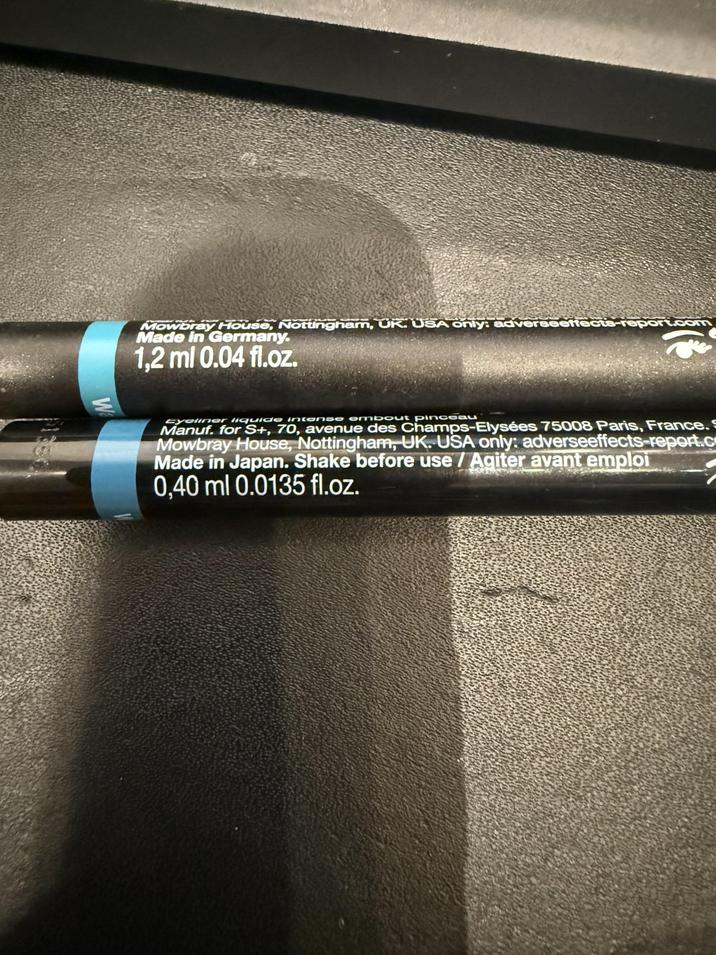 Mowbray House, Nottingham, UK. USA only: adverseeffects-report.com
Made in Germany.
1,2 ml 0.04 fl.oz.
Eyeliner liquide intense embout pinceau
Manuf. for S+, 70, avenue des Champs-Elysées 75008 Paris, France.
Mowbray House, Nottingham, UK. USA only: adverseeffects-report.co
Made in Japan. Shake before use / Agiter avant emploi
0,40 ml 0.0135 fl.oz.